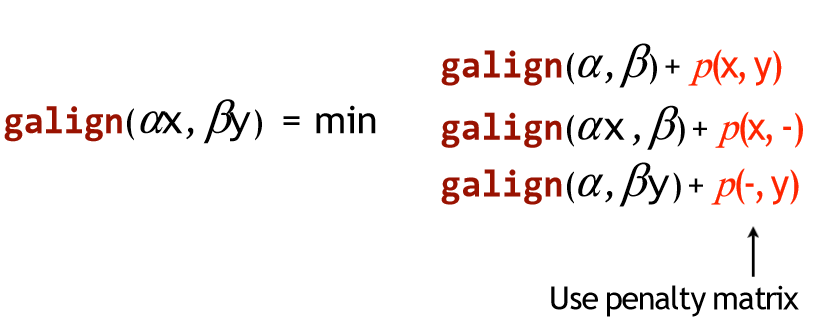 galign(α, β) + p(x, y)
galign(αx, βy) = min
galign(αx, β) + p(x, -)
galign(α, βy) + p(-, y)
Use penalty matrix